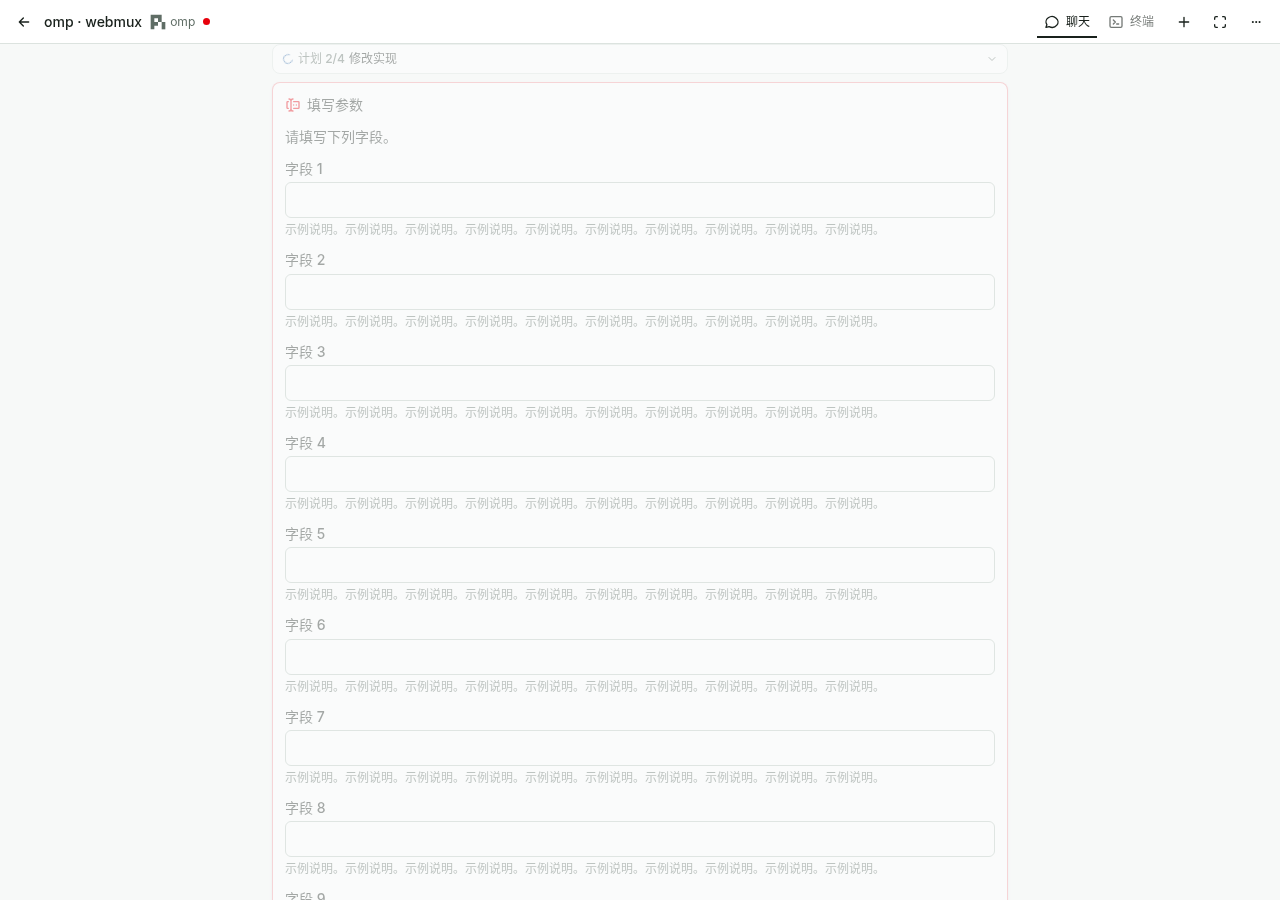 omp · webmux omp
聊天
终端
计划 2/4 修改实现
填写参数
请填写下列字段。
字段 1
示例说明。示例说明。示例说明。示例说明。示例说明。示例说明。示例说明。示例说明。示例说明。示例说明。
字段 2
示例说明。示例说明。示例说明。示例说明。示例说明。示例说明。示例说明。示例说明。示例说明。示例说明。
字段 3
示例说明。示例说明。示例说明。示例说明。示例说明。示例说明。示例说明。示例说明。示例说明。示例说明。
字段 4
示例说明。示例说明。示例说明。示例说明。示例说明。示例说明。示例说明。示例说明。示例说明。示例说明。
字段 5
示例说明。示例说明。示例说明。示例说明。示例说明。示例说明。示例说明。示例说明。示例说明。示例说明。
字段 6
示例说明。示例说明。示例说明。示例说明。示例说明。示例说明。示例说明。示例说明。示例说明。示例说明。
字段 7
示例说明。示例说明。示例说明。示例说明。示例说明。示例说明。示例说明。示例说明。示例说明。示例说明。
字段 8
示例说明。示例说明。示例说明。示例说明。示例说明。示例说明。示例说明。示例说明。示例说明。示例说明。
字段 9